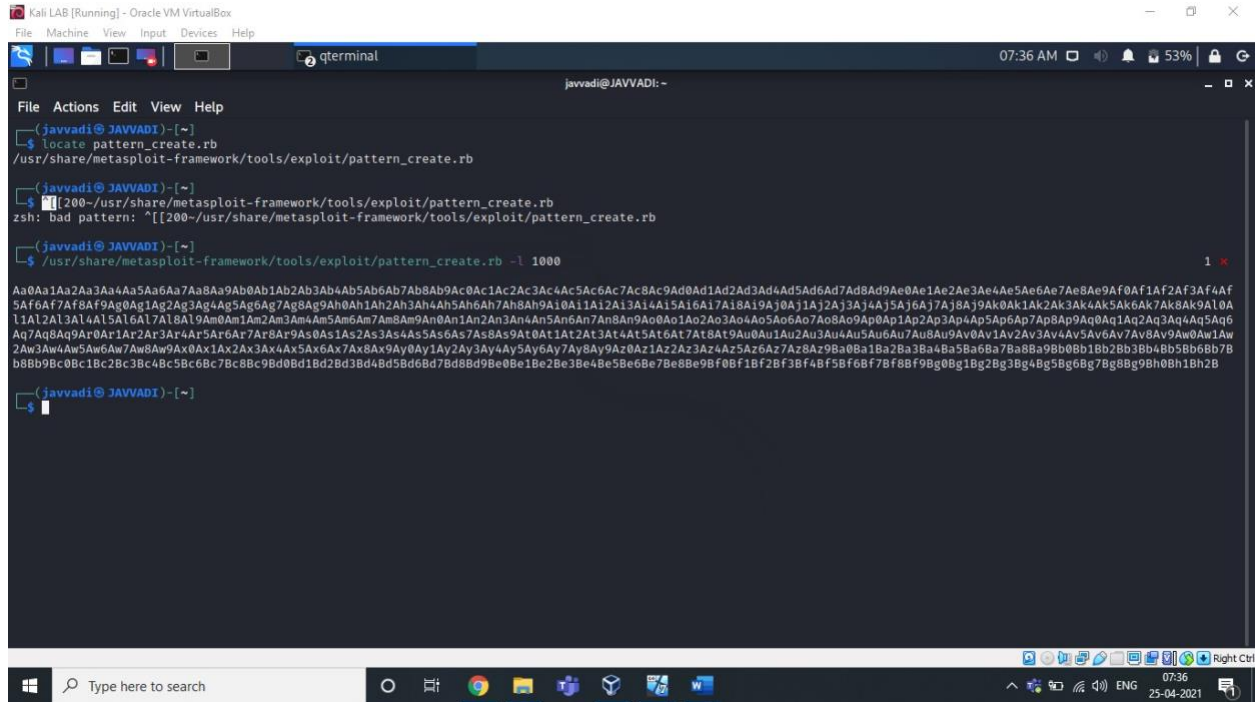 Kali LAB [Running] - Oracle VM VirtualBox
File Machine View Input Devices Help
qterminal
07:36 AM
53%
javvadi@JAVVADI: ~
File Actions Edit View Help
(javvadi㉿JAVVADI)-[~]
$ locate pattern_create.rb
/usr/share/metasploit-framework/tools/exploit/pattern_create.rb
(javvadi㉿JAVVADI)-[~]
$ ^[[200~/usr/share/metasploit-framework/tools/exploit/pattern_create.rb
zsh: bad pattern: ^[[200~/usr/share/metasploit-framework/tools/exploit/pattern_create.rb
(javvadi㉿JAVVADI)-[~]
$ /usr/share/metasploit-framework/tools/exploit/pattern_create.rb -l 1000
1 ⨯
Aa0Aa1Aa2Aa3Aa4Aa5Aa6Aa7Aa8Aa9Ab0Ab1Ab2Ab3Ab4Ab5Ab6Ab7Ab8Ab9Ac0Ac1Ac2Ac3Ac4Ac5Ac6Ac7Ac8Ac9Ad0Ad1Ad2Ad3Ad4Ad5Ad6Ad7Ad8Ad9Ae0Ae1Ae2Ae3Ae4Ae5Ae6Ae7Ae8Ae9Af0Af1Af2Af3Af4Af
5Af6Af7Af8Af9Ag0Ag1Ag2Ag3Ag4Ag5Ag6Ag7Ag8Ag9Ah0Ah1Ah2Ah3Ah4Ah5Ah6Ah7Ah8Ah9Ai0Ai1Ai2Ai3Ai4Ai5Ai6Ai7Ai8Ai9Aj0Aj1Aj2Aj3Aj4Aj5Aj6Aj7Aj8Aj9Ak0Ak1Ak2Ak3Ak4Ak5Ak6Ak7Ak8Ak9Al0A
l1Al2Al3Al4Al5Al6Al7Al8Al9Am0Am1Am2Am3Am4Am5Am6Am7Am8Am9An0An1An2An3An4An5An6An7An8An9Ao0Ao1Ao2Ao3Ao4Ao5Ao6Ao7Ao8Ao9Ap0Ap1Ap2Ap3Ap4Ap5Ap6Ap7Ap8Ap9Aq0Aq1Aq2Aq3Aq4Aq5Aq6
Aq7Aq8Aq9Ar0Ar1Ar2Ar3Ar4Ar5Ar6Ar7Ar8Ar9As0As1As2As3As4As5As6As7As8As9At0At1At2At3At4At5At6At7At8At9Au0Au1Au2Au3Au4Au5Au6Au7Au8Au9Av0Av1Av2Av3Av4Av5Av6Av7Av8Av9Aw0Aw1Aw
2Aw3Aw4Aw5Aw6Aw7Aw8Aw9Ax0Ax1Ax2Ax3Ax4Ax5Ax6Ax7Ax8Ax9Ay0Ay1Ay2Ay3Ay4Ay5Ay6Ay7Ay8Ay9Az0Az1Az2Az3Az4Az5Az6Az7Az8Az9Ba0Ba1Ba2Ba3Ba4Ba5Ba6Ba7Ba8Ba9Bb0Bb1Bb2Bb3Bb4Bb5Bb6Bb7B
b8Bb9Bc0Bc1Bc2Bc3Bc4Bc5Bc6Bc7Bc8Bc9Bd0Bd1Bd2Bd3Bd4Bd5Bd6Bd7Bd8Bd9Be0Be1Be2Be3Be4Be5Be6Be7Be8Be9Bf0Bf1Bf2Bf3Bf4Bf5Bf6Bf7Bf8Bf9Bg0Bg1Bg2Bg3Bg4Bg5Bg6Bg7Bg8Bg9Bh0Bh1Bh2B
(javvadi㉿JAVVADI)-[~]
$
Right Ctrl
Type here to search
ENG
07:36
25-04-2021